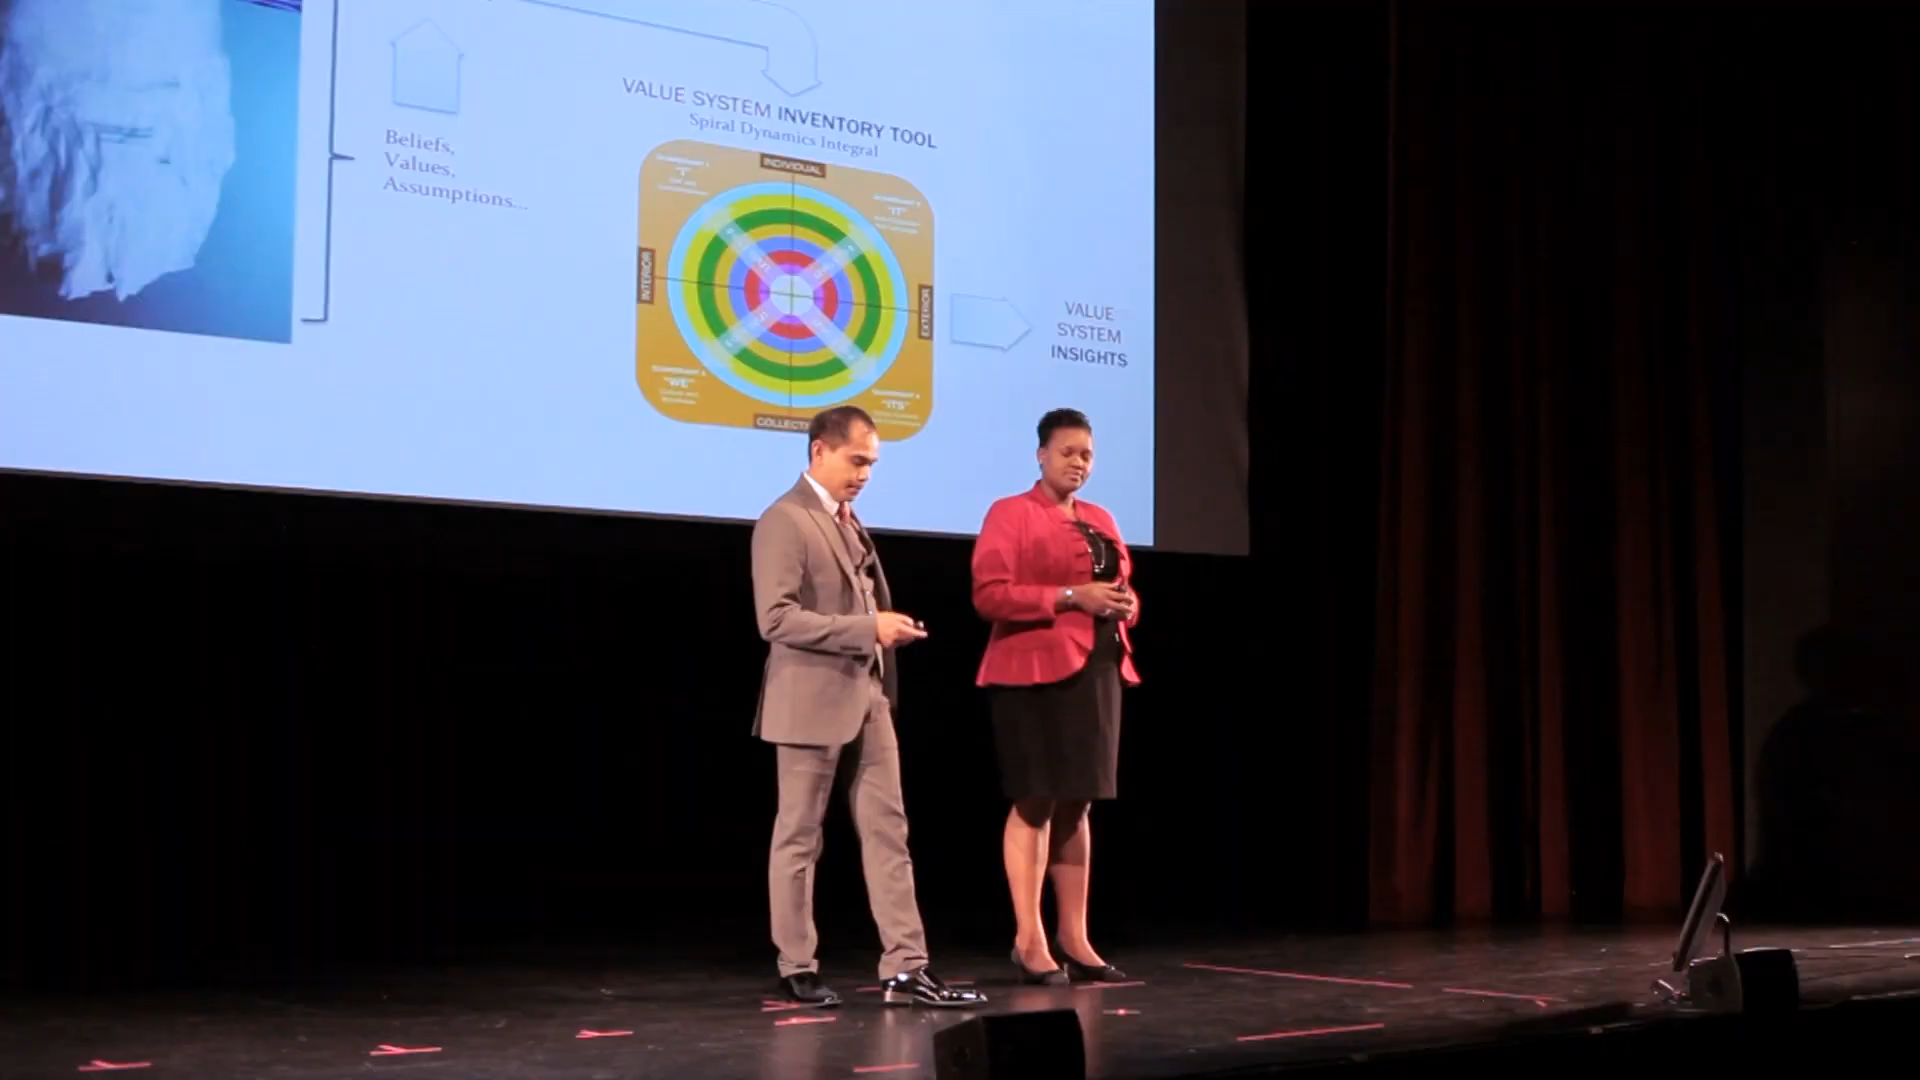 Beliefs,
Values,
Assumptions...
VALUE SYSTEM INVENTORY TOOL
Spiral Dynamics Integral
INDIVIDUAL
"I"
"IT"
INTERIOR
EXTERIOR
"WE"
"ITS"
COLLECTI
VALUE
SYSTEM
INSIGHTS